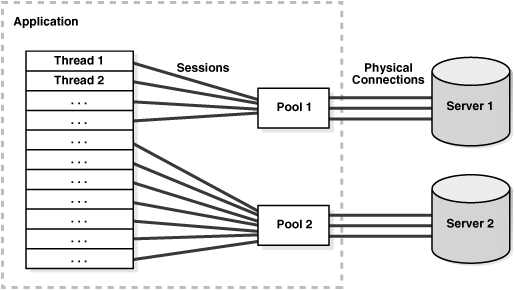 Application
Thread 1
Thread 2
. . .
. . .
. . .
. . .
. . .
. . .
. . .
. . .
. . .
Sessions
Pool 1
Pool 2
Physical
Connections
Server 1
Server 2